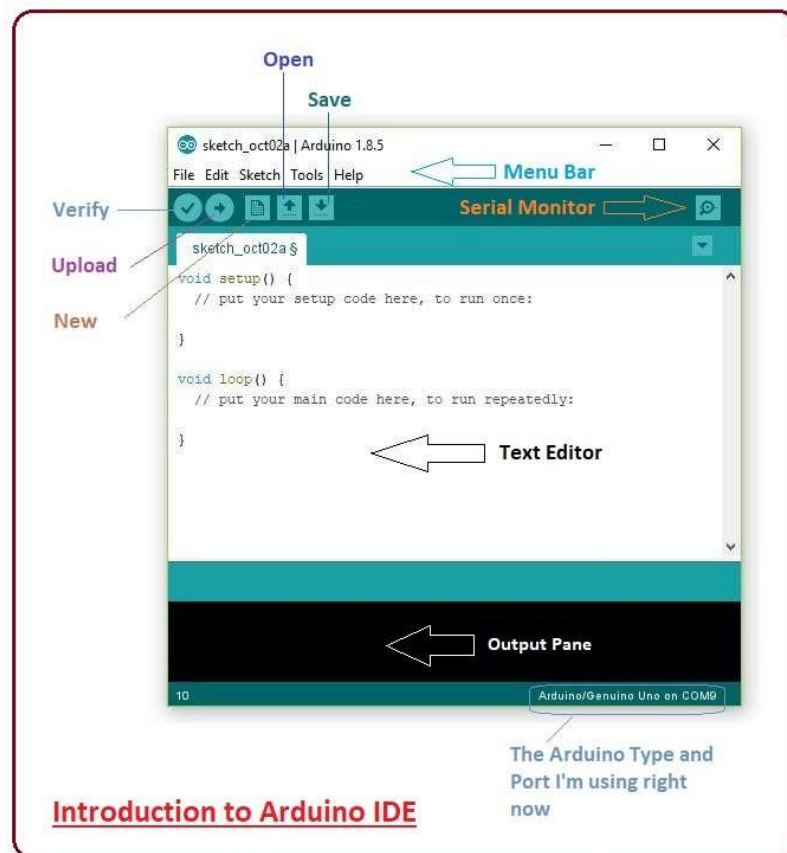 Open
Save
sketch_oct02a | Arduino 1.8.5
File Edit Sketch Tools Help
Menu Bar
Verify
Serial Monitor
sketch_oct02a §
Upload
New
void setup() {
// put your setup code here, to run once:
}
void loop() {
// put your main code here, to run repeatedly:
}
Text Editor
Output Pane
10
Arduino/Genuino Uno on COM9
The Arduino Type and
Port I'm using right
now
Introduction to Arduino IDE